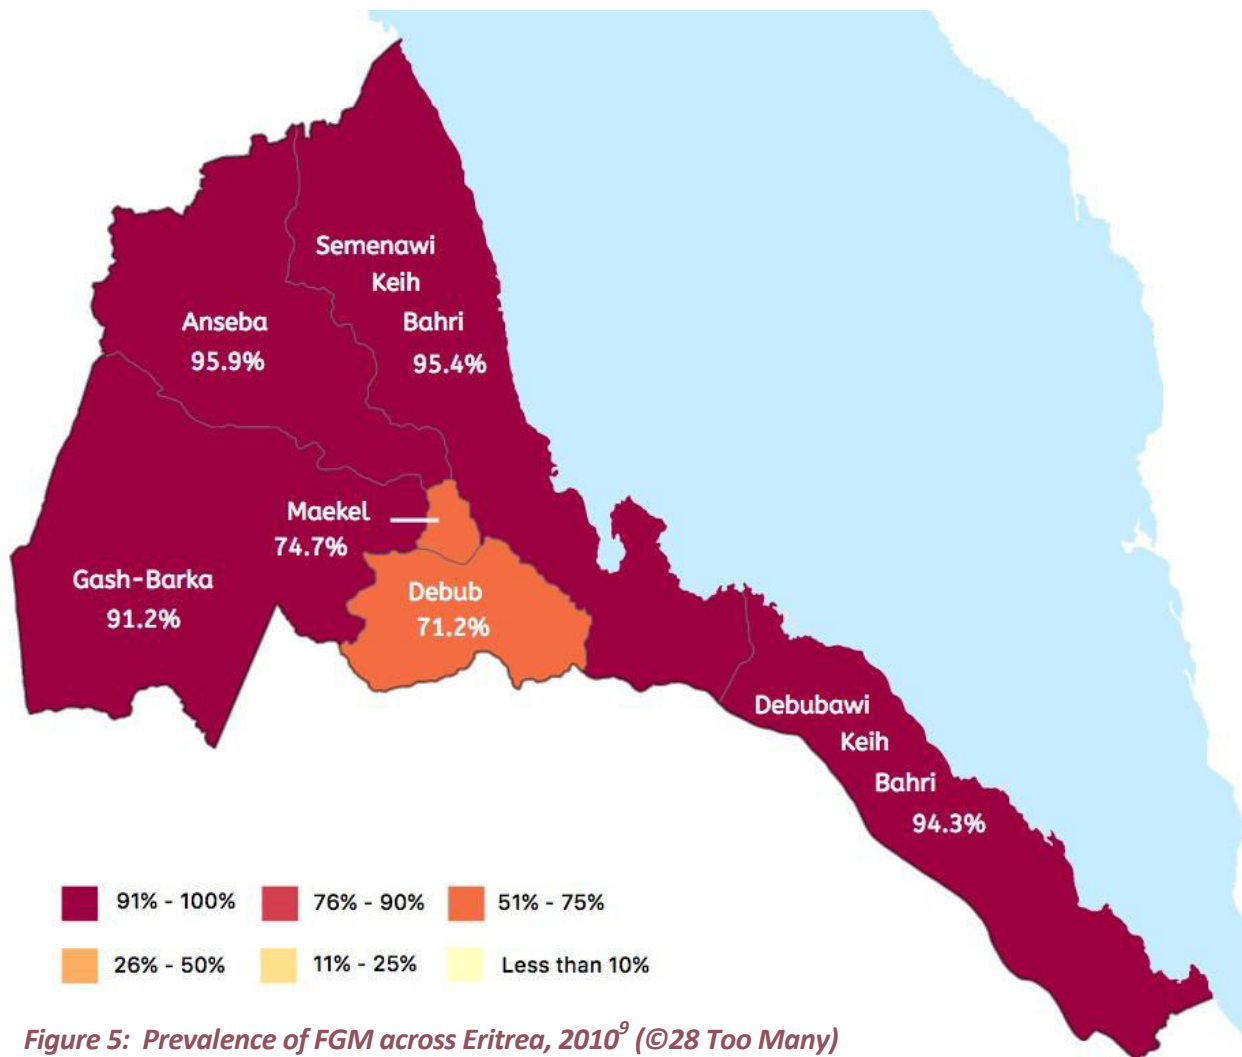 Semenawi
Keih
Bahri
95.4%
Anseba
95.9%
Maekel
74.7%
Gash-Barka
91.2%
Debub
71.2%
Debubawi
Keih
Bahri
94.3%
91% - 100%
76% - 90%
51% - 75%
26% - 50%
11% - 25%
Less than 10%
Figure 5: Prevalence of FGM across Eritrea, 2010⁹ (©28 Too Many)